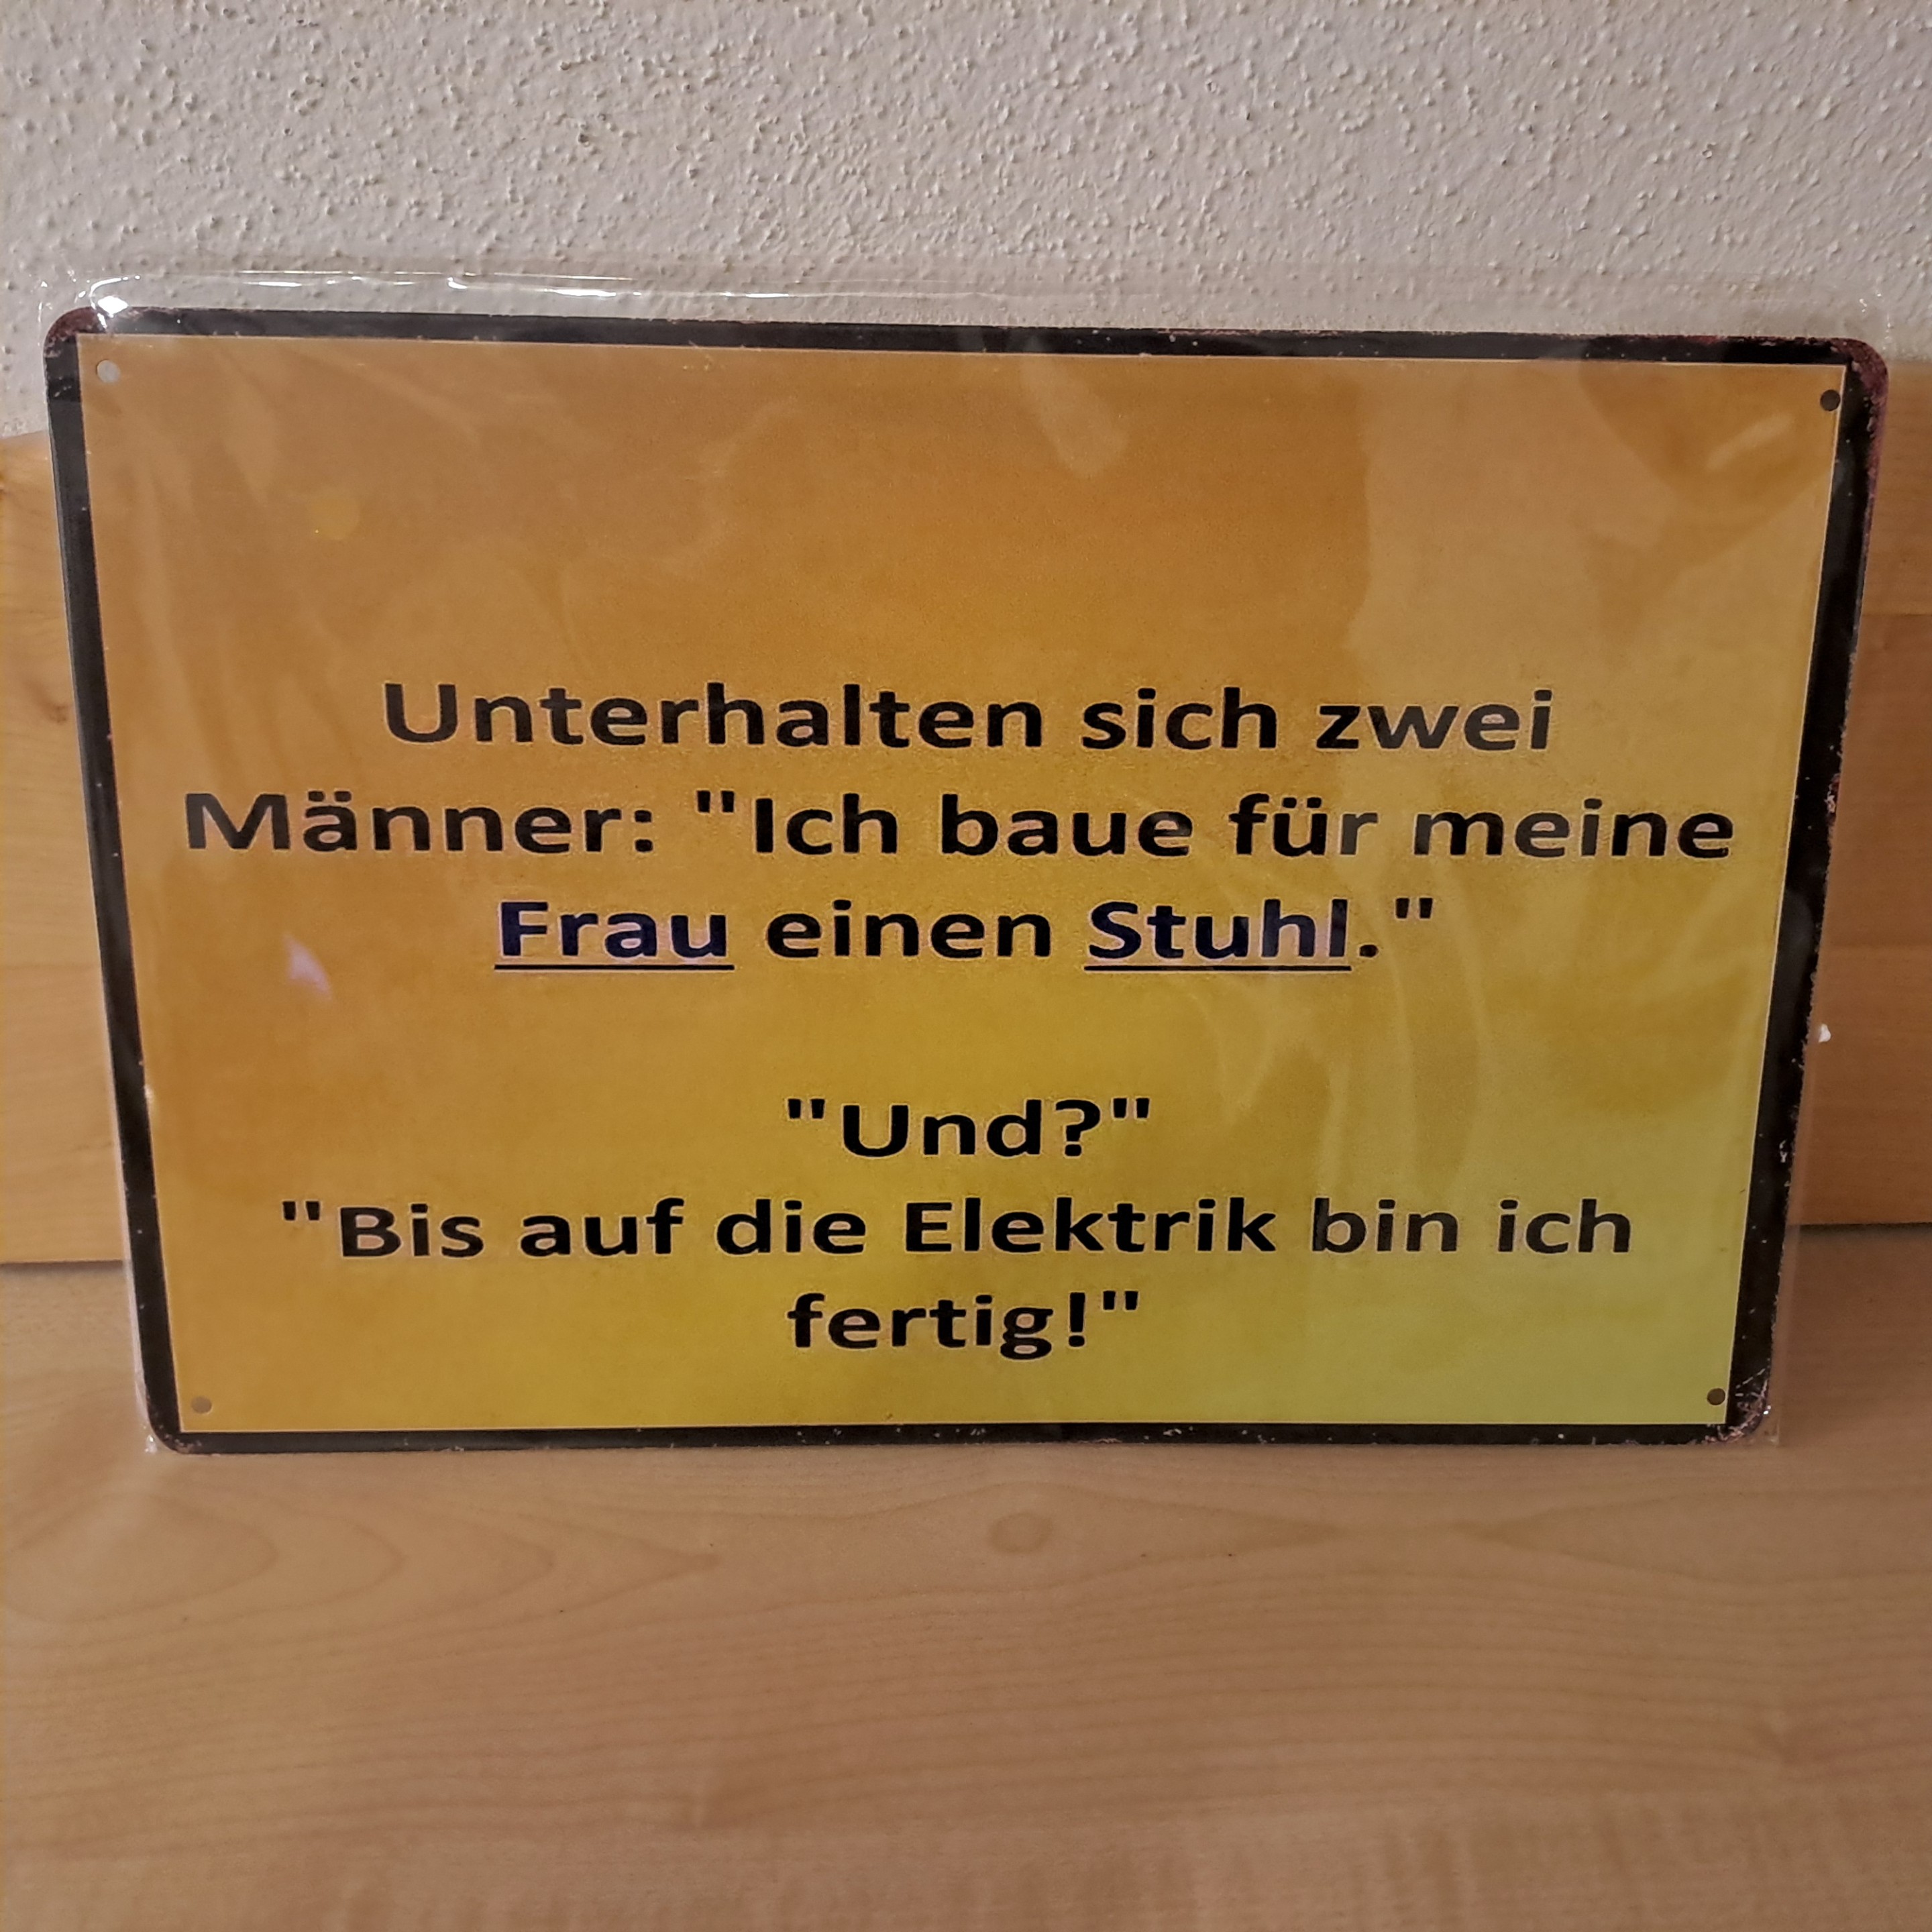 Unterhalten sich zwei
Männer: "Ich baue für meine
Frau einen Stuhl."
"Und?"
"Bis auf die Elektrik bin ich
fertig!"